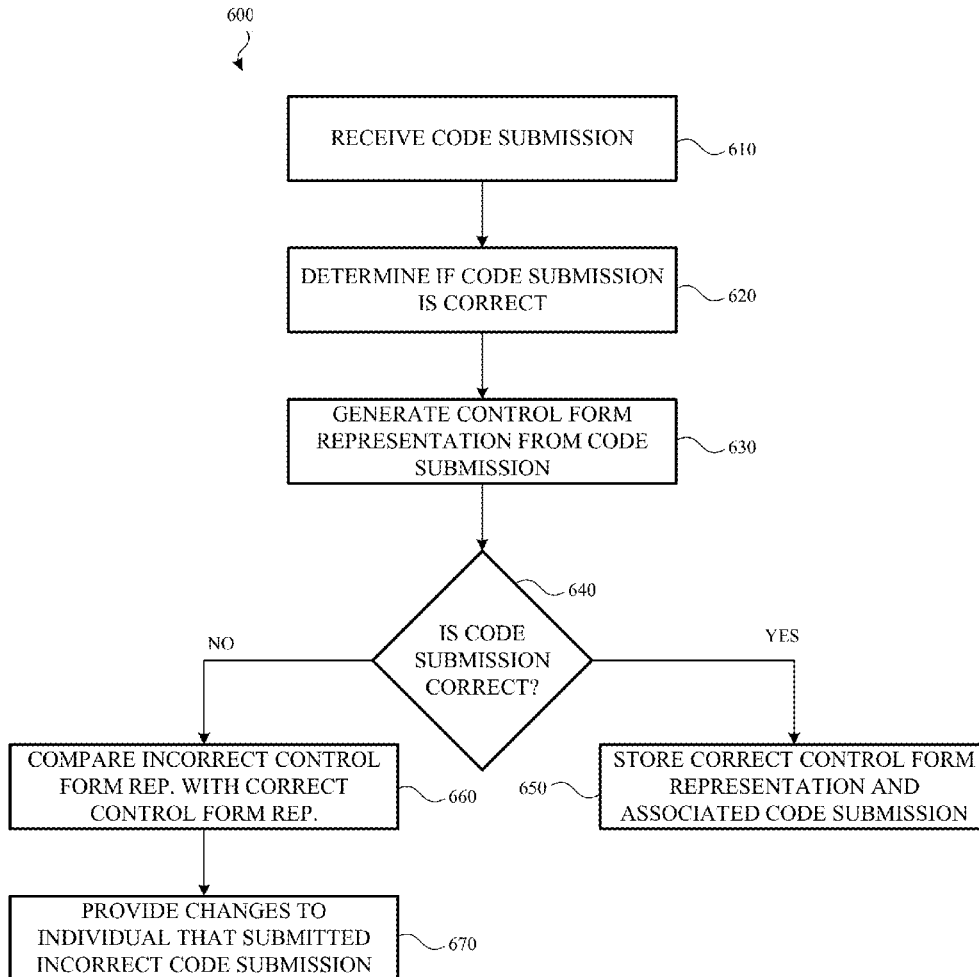 600
RECEIVE CODE SUBMISSION
610
DETERMINE IF CODE SUBMISSION
IS CORRECT
620
GENERATE CONTROL FORM
REPRESENTATION FROM CODE
SUBMISSION
630
640
IS CODE
SUBMISSION
CORRECT?
NO
YES
COMPARE INCORRECT CONTROL
FORM REP. WITH CORRECT
CONTROL FORM REP.
660
650
STORE CORRECT CONTROL FORM
REPRESENTATION AND
ASSOCIATED CODE SUBMISSION
PROVIDE CHANGES TO
INDIVIDUAL THAT SUBMITTED
INCORRECT CODE SUBMISSION
670